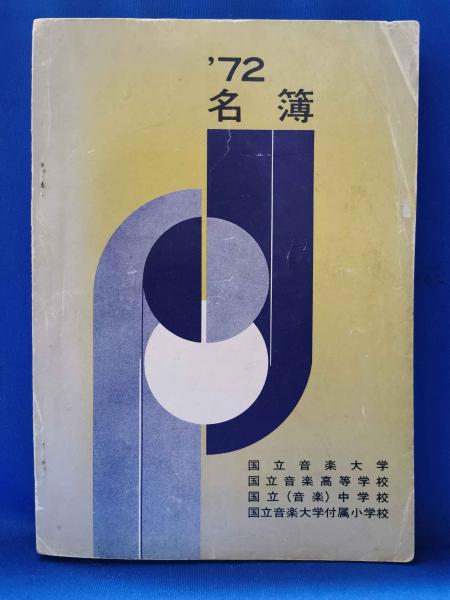 '72
名簿
国立音楽大学
国立音楽高等学校
国立(音楽)中学校
国立音楽大学付属小学校